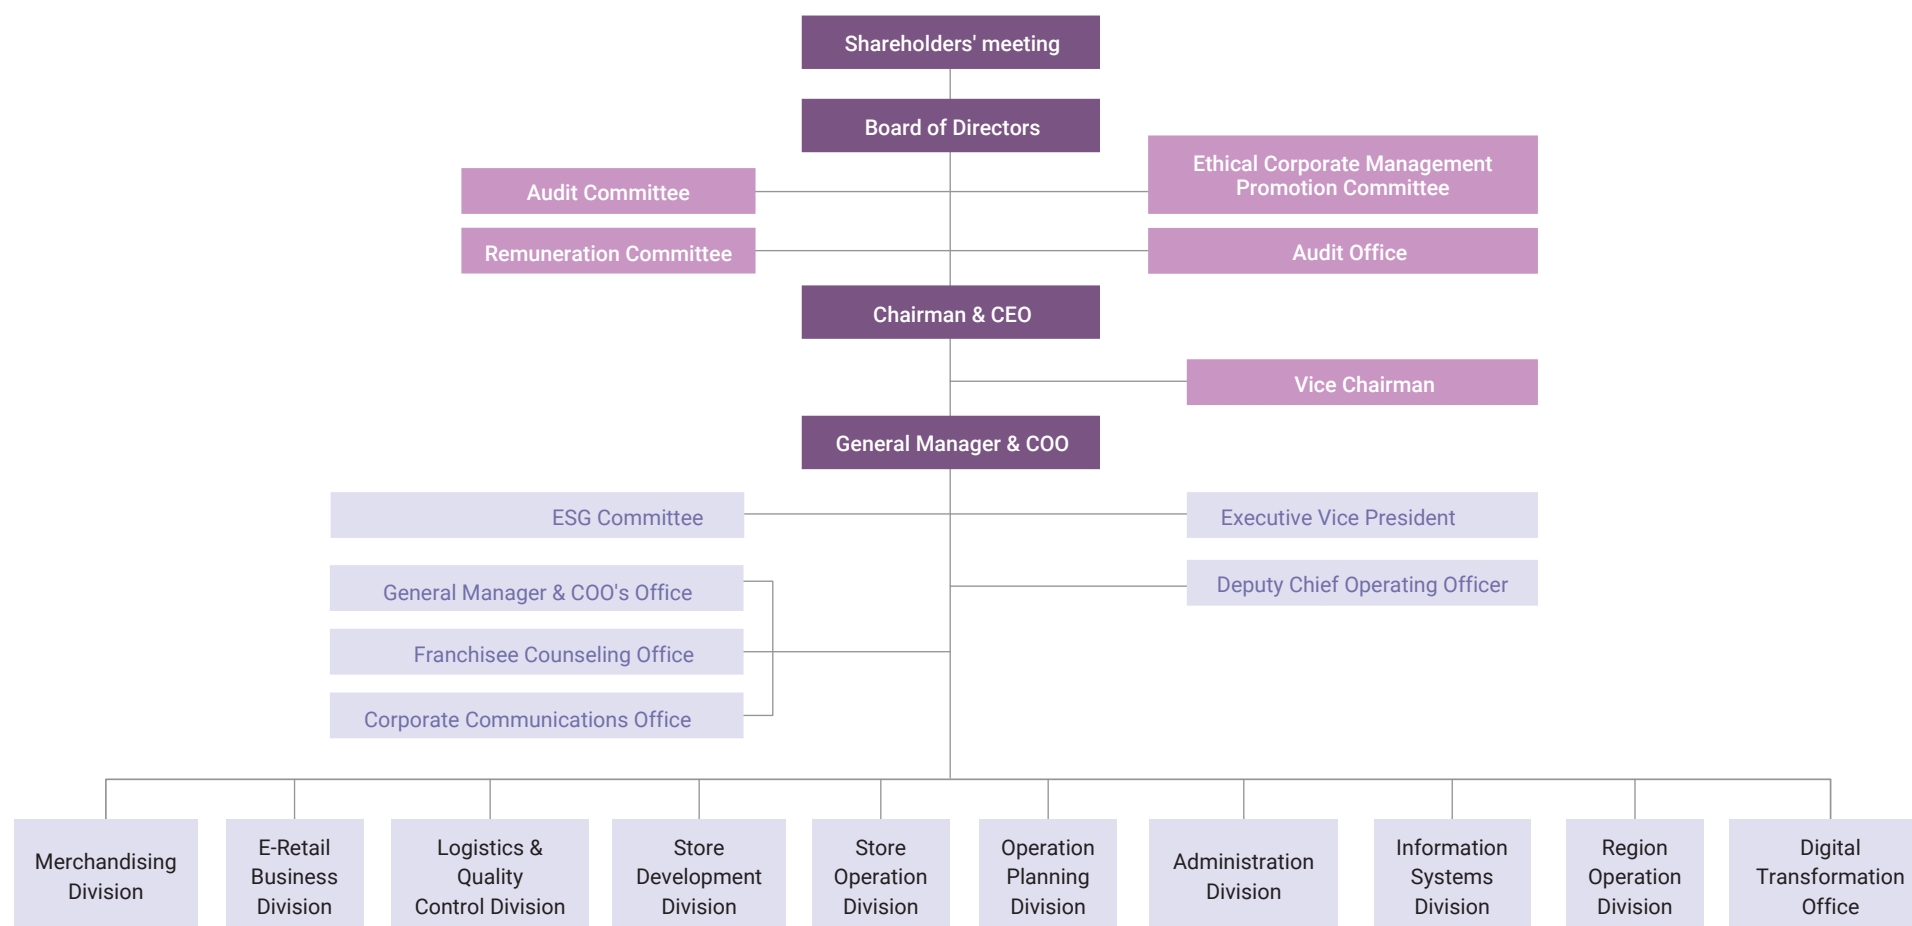 Shareholders' meeting
Board of Directors
Audit Committee
Ethical Corporate Management
Promotion Committee
Remuneration Committee
Audit Office
Chairman & CEO
Vice Chairman
General Manager & COO
ESG Committee
Executive Vice President
General Manager & COO's Office
Deputy Chief Operating Officer
Franchisee Counseling Office
Corporate Communications Office
Merchandising
Division
E-Retail
Business
Division
Logistics &
Quality
Control Division
Store
Development
Division
Store
Operation
Division
Operation
Planning
Division
Administration
Division
Information
Systems
Division
Region
Operation
Division
Digital
Transformation
Office